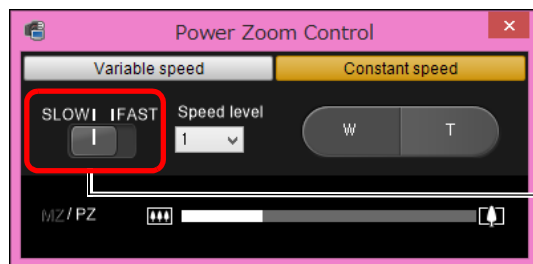 Power Zoom Control
Variable speed Constant speed
SLOW FAST Speed level
1 W T
MZ / PZ